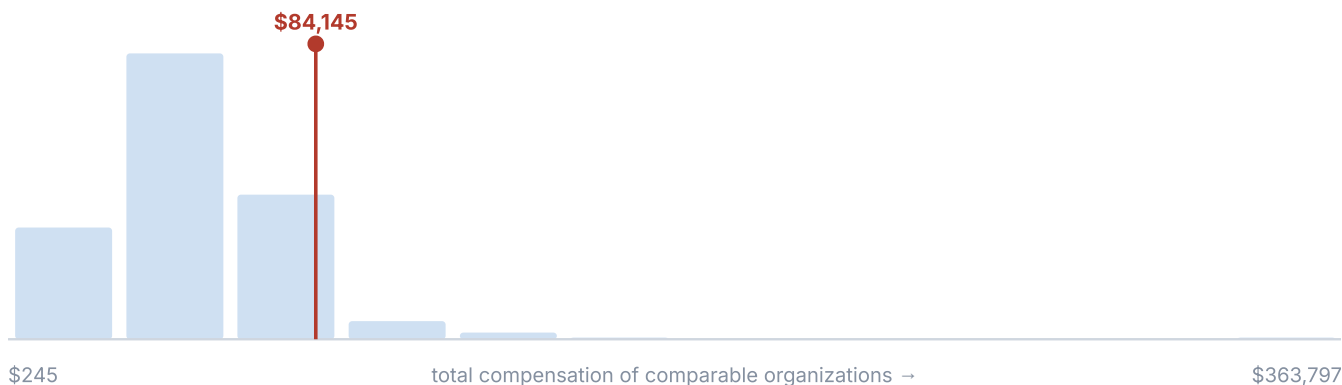 $84,145
$245 total compensation of comparable organizations → $363,797